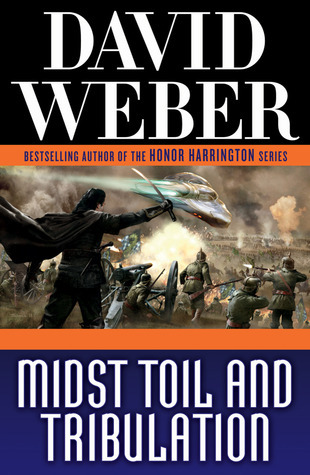 DAVID
WEBER
BESTSELLING AUTHOR OF THE HONOR HARRINGTON SERIES
MIDST TOIL AND
TRIBULATION